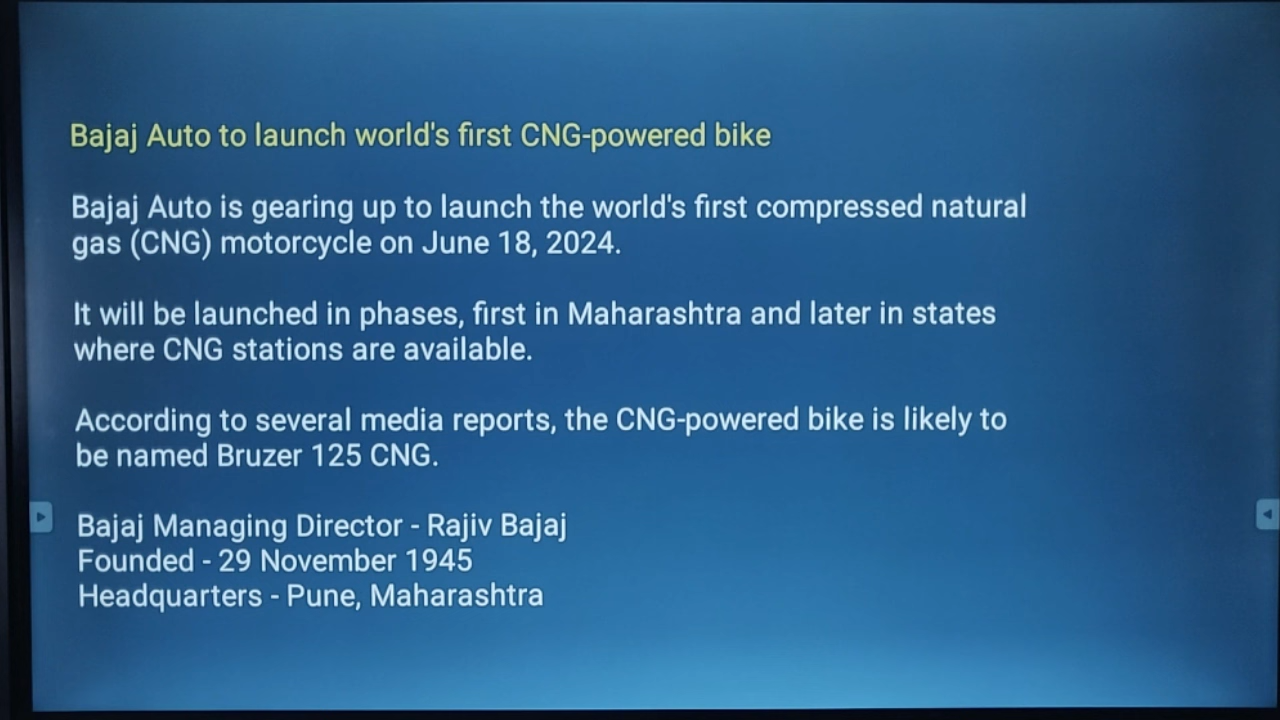 Bajaj Auto to launch world's first CNG-powered bike
Bajaj Auto is gearing up to launch the world's first compressed natural
gas (CNG) motorcycle on June 18, 2024.
It will be launched in phases, first in Maharashtra and later in states
where CNG stations are available.
According to several media reports, the CNG-powered bike is likely to
be named Bruzer 125 CNG.
Bajaj Managing Director - Rajiv Bajaj
Founded - 29 November 1945
Headquarters - Pune, Maharashtra